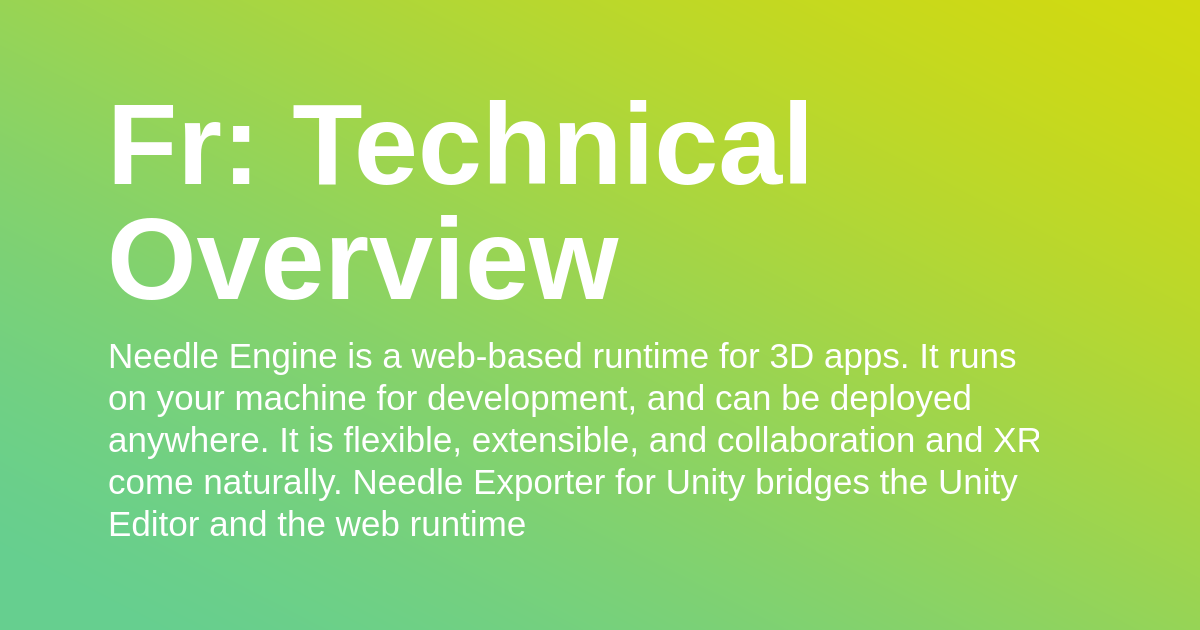 Fr: Technical
Overview
Needle Engine is a web-based runtime for 3D apps. It runs
on your machine for development, and can be deployed
anywhere. It is flexible, extensible, and collaboration and XR
come naturally. Needle Exporter for Unity bridges the Unity
Editor and the web runtime